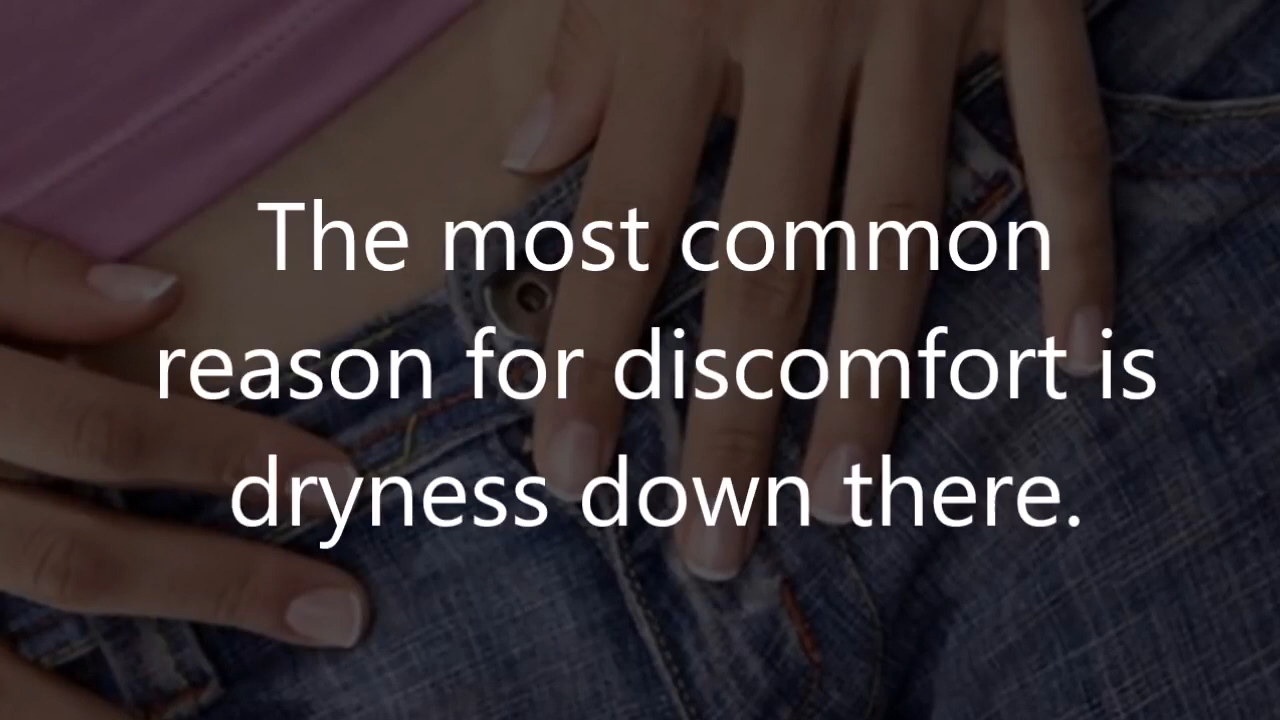 The most common
reason for discomfort is
dryness down there.